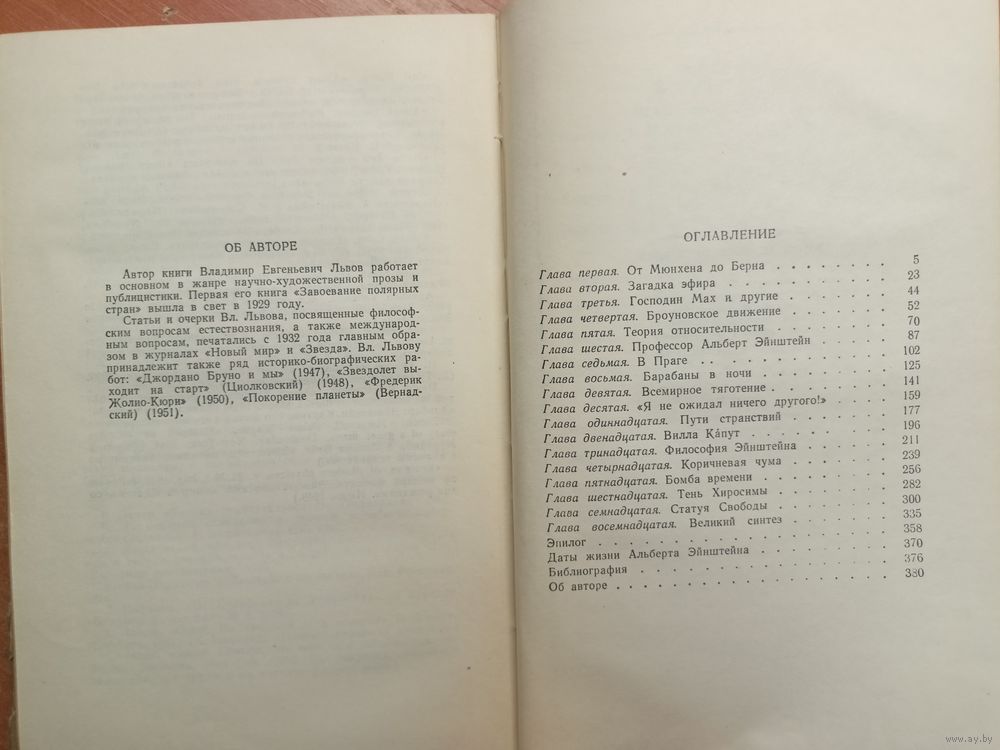 ОБ АВТОРЕ
Автор книги Владимир Евгеньевич Львов работает
в основном в жанре научно-художественной прозы и
публицистики. Первая его книга «Завоевание полярных
стран» вышла в свет в 1929 году.
Статьи и очерки Вл. Львова, посвященные философ-
ским вопросам естествознания, а также международ-
ным вопросам, печатались с 1932 года главным обра-
зом в журналах «Новый мир» и «Звезда». Вл. Львову
принадлежит также ряд историко-биографических ра-
бот: «Джордано Бруно и мы» (1947), «Звездолет вы-
ходит на старт» (Циолковский) (1948), «Фредерик
Жолио-Кюри» (1950), «Покорение планеты» (Вернад-
ский) (1951).
ОГЛАВЛЕНИЕ
Глава первая. От Мюнхена до Берна . . . . . . . . 5
Глава вторая. Загадка эфира . . . . . . . . . . . 23
Глава третья. Господин Мах и другие . . . . . . . 44
Глава четвертая. Броуновское движение . . . . . . 52
Глава пятая. Теория относительности . . . . . . . 70
Глава шестая. Профессор Альберт Эйнштейн . . . . 87
Глава седьмая. В Праге . . . . . . . . . . . . . 102
Глава восьмая. Барабаны в ночи . . . . . . . . . 125
Глава девятая. Всемирное тяготение . . . . . . . 141
Глава десятая. «Я не ожидал ничего другого!» . . . . 159
Глава одиннадцатая. Пути странствий . . . . . . . 177
Глава двенадцатая. Вилла Ка́пут . . . . . . . . 196
Глава тринадцатая. Философия Эйнштейна . . . . . 211
Глава четырнадцатая. Коричневая чума . . . . . . 239
Глава пятнадцатая. Бомба времени . . . . . . . . 256
Глава шестнадцатая. Тень Хиросимы . . . . . . . 282
Глава семнадцатая. Статуя Свободы . . . . . . . 300
Глава восемнадцатая. Великий синтез . . . . . . 335
Эпилог . . . . . . . . . . . . . . . . . 358
Даты жизни Альберта Эйнштейна . . . . . . . . 370
Библиография . . . . . . . . . . . . . . . 376
Об авторе . . . . . . . . . . . . . . . . 380
www.ay.by